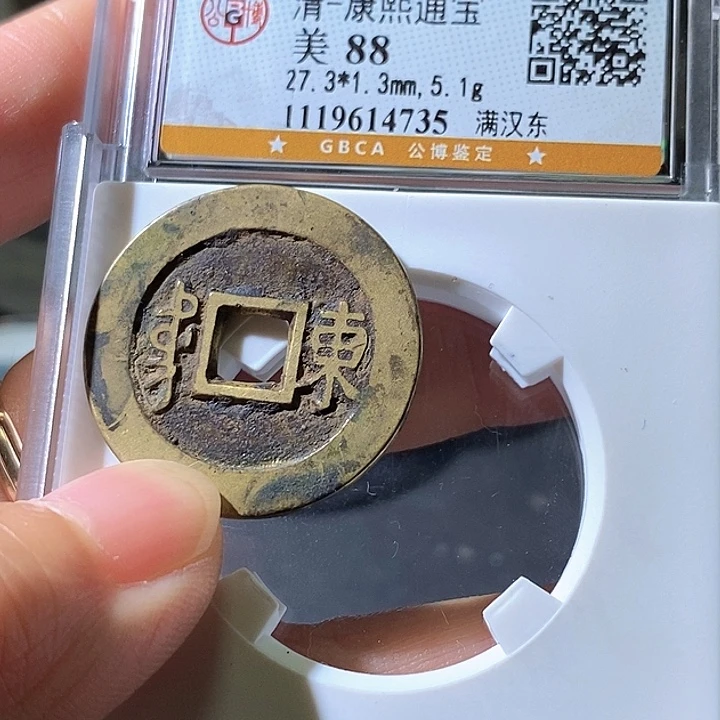 清-康熙通宝
美 88
27.3*1.3mm, 5.1g
1119614735 满汉东
GBCA 公博鉴定
東